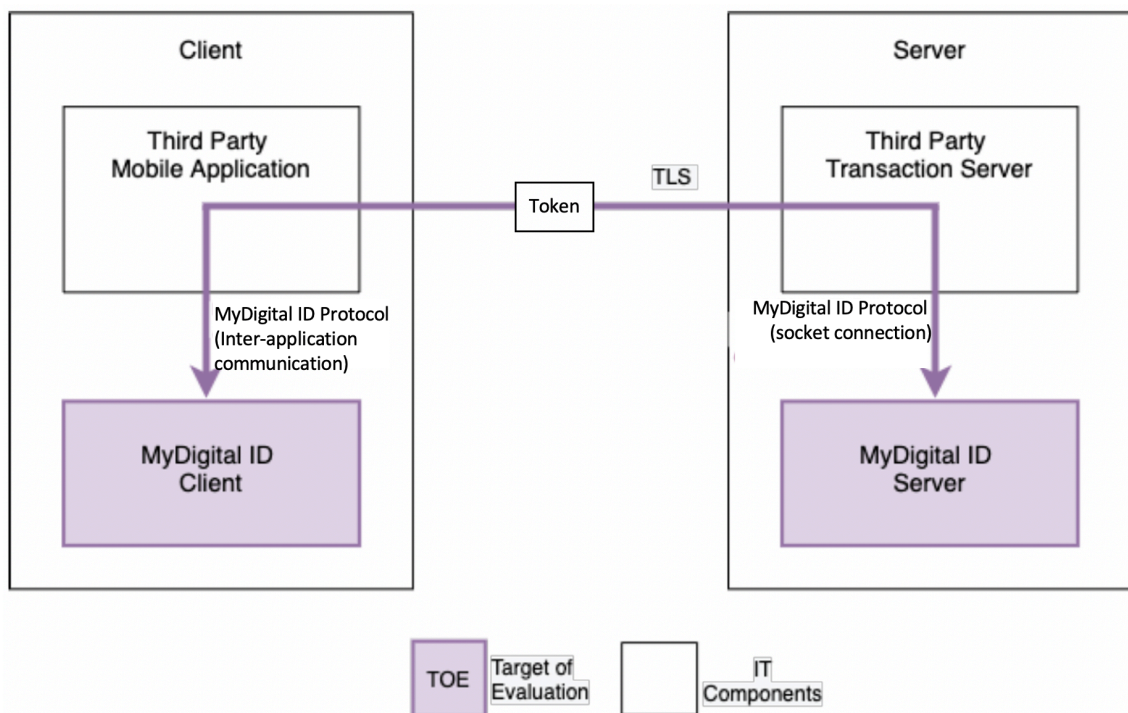 Client
Server
Third Party
Mobile Application
Third Party
Transaction Server
TLS
Token
MyDigital ID Protocol
(Inter-application
communication)
MyDigital ID Protocol
(socket connection)
MyDigital ID
Client
MyDigital ID
Server
TOE
Target of
Evaluation
IT
Components